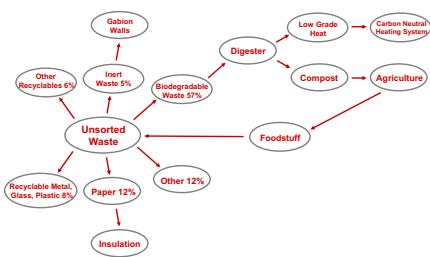 Gabion
Walls
Low Grade
Heat
Carbon Neutral
Heating System
Digester
Other
Recyclables 6%
Inert
Waste 5%
Biodegradable
Waste 57%
Compost
Agriculture
Unsorted
Waste
Foodstuff
Recyclable Metal,
Glass, Plastic 8%
Paper 12%
Other 12%
Insulation